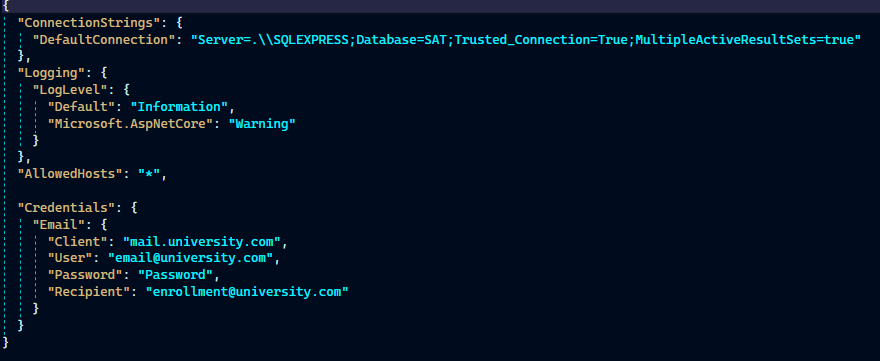 {
  "ConnectionStrings": {
    "DefaultConnection": "Server=.\\SQLEXPRESS;Database=SAT;Trusted_Connection=True;MultipleActiveResultSets=true"
  },
  "Logging": {
    "LogLevel": {
      "Default": "Information",
      "Microsoft.AspNetCore": "Warning"
    }
  },
  "AllowedHosts": "*",

  "Credentials": {
    "Email": {
      "Client": "mail.university.com",
      "User": "email@university.com",
      "Password": "Password",
      "Recipient": "enrollment@university.com"
    }
  }
}